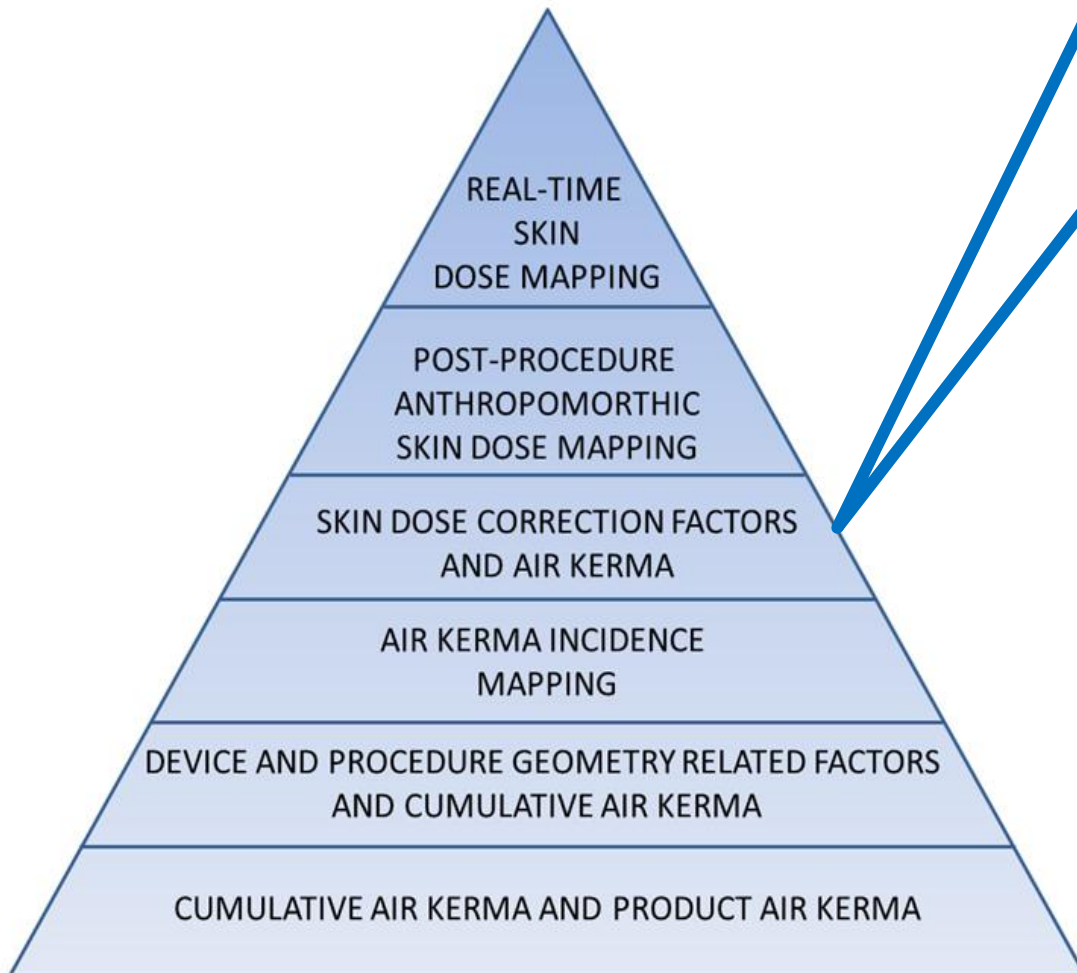 REAL-TIME
SKIN
DOSE MAPPING
POST-PROCEDURE
ANTHROPOMORTHIC
SKIN DOSE MAPPING
SKIN DOSE CORRECTION FACTORS
AND AIR KERMA
AIR KERMA INCIDENCE
MAPPING
DEVICE AND PROCEDURE GEOMETRY RELATED FACTORS
AND CUMULATIVE AIR KERMA
CUMULATIVE AIR KERMA AND PRODUCT AIR KERMA